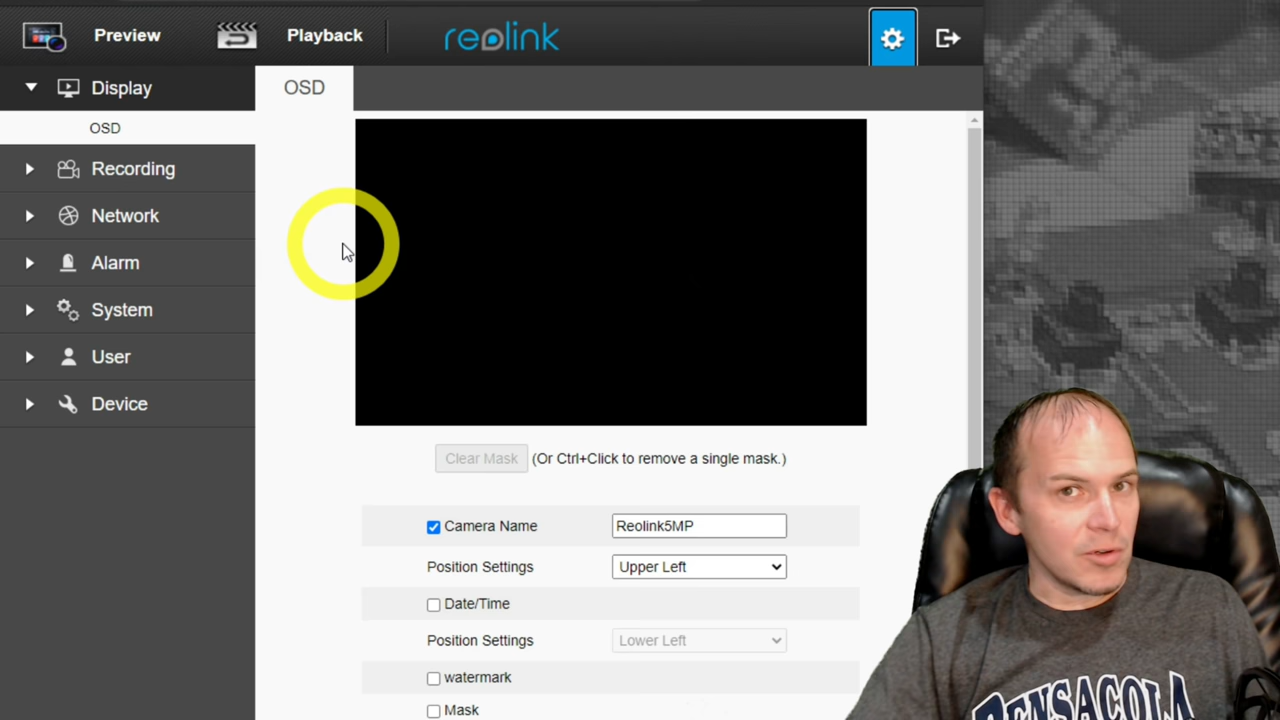 Preview
Playback
reolink
Display
OSD
OSD
Recording
Network
Alarm
System
User
Device
Clear Mask (Or Ctrl+Click to remove a single mask.)
Camera Name Reolink5MP
Position Settings Upper Left
Date/Time
Position Settings Lower Left
watermark
Mask
PENSACOLA